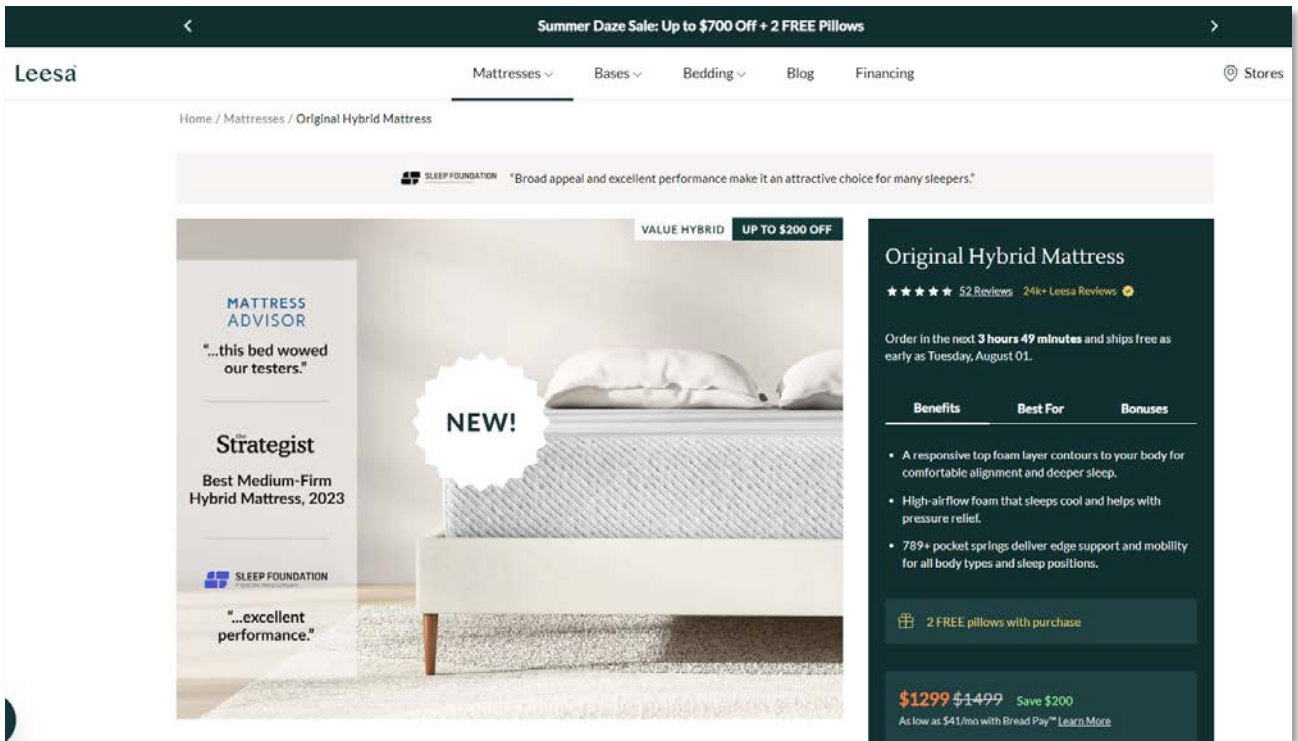 Summer Daze Sale: Up to $700 Off + 2 FREE Pillows
Leesa
Mattresses
Bases
Bedding
Blog
Financing
Stores
Home / Mattresses / Original Hybrid Mattress
SLEEP FOUNDATION "Broad appeal and excellent performance make it an attractive choice for many sleepers."
VALUE HYBRID UP TO $200 OFF
MATTRESS
ADVISOR
"...this bed wowed
our testers."
the
Strategist
Best Medium-Firm
Hybrid Mattress, 2023
SLEEP FOUNDATION
"...excellent
performance."
NEW!
Original Hybrid Mattress
52 Reviews 24k+ Leesa Reviews
Order in the next 3 hours 49 minutes and ships free as
early as Tuesday, August 01.
Benefits
Best For
Bonuses
• A responsive top foam layer contours to your body for
comfortable alignment and deeper sleep.
• High-airflow foam that sleeps cool and helps with
pressure relief.
• 789+ pocket springs deliver edge support and mobility
for all body types and sleep positions.
2 FREE pillows with purchase
$1299 $1499 Save $200
As low as $41/mo with Bread Pay™ Learn More